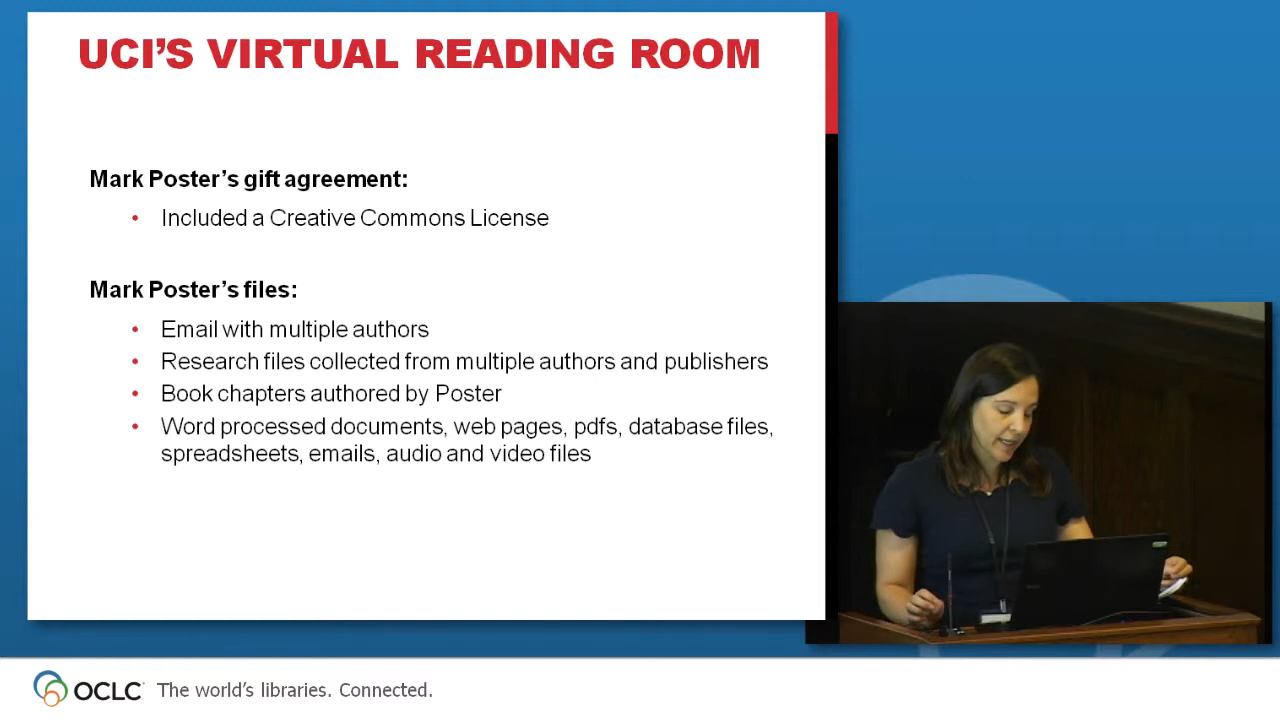 UCI'S VIRTUAL READING ROOM
Mark Poster's gift agreement:
• Included a Creative Commons License
Mark Poster's files:
• Email with multiple authors
• Research files collected from multiple authors and publishers
• Book chapters authored by Poster
• Word processed documents, web pages, pdfs, database files,
spreadsheets, emails, audio and video files
OCLC The world's libraries. Connected.